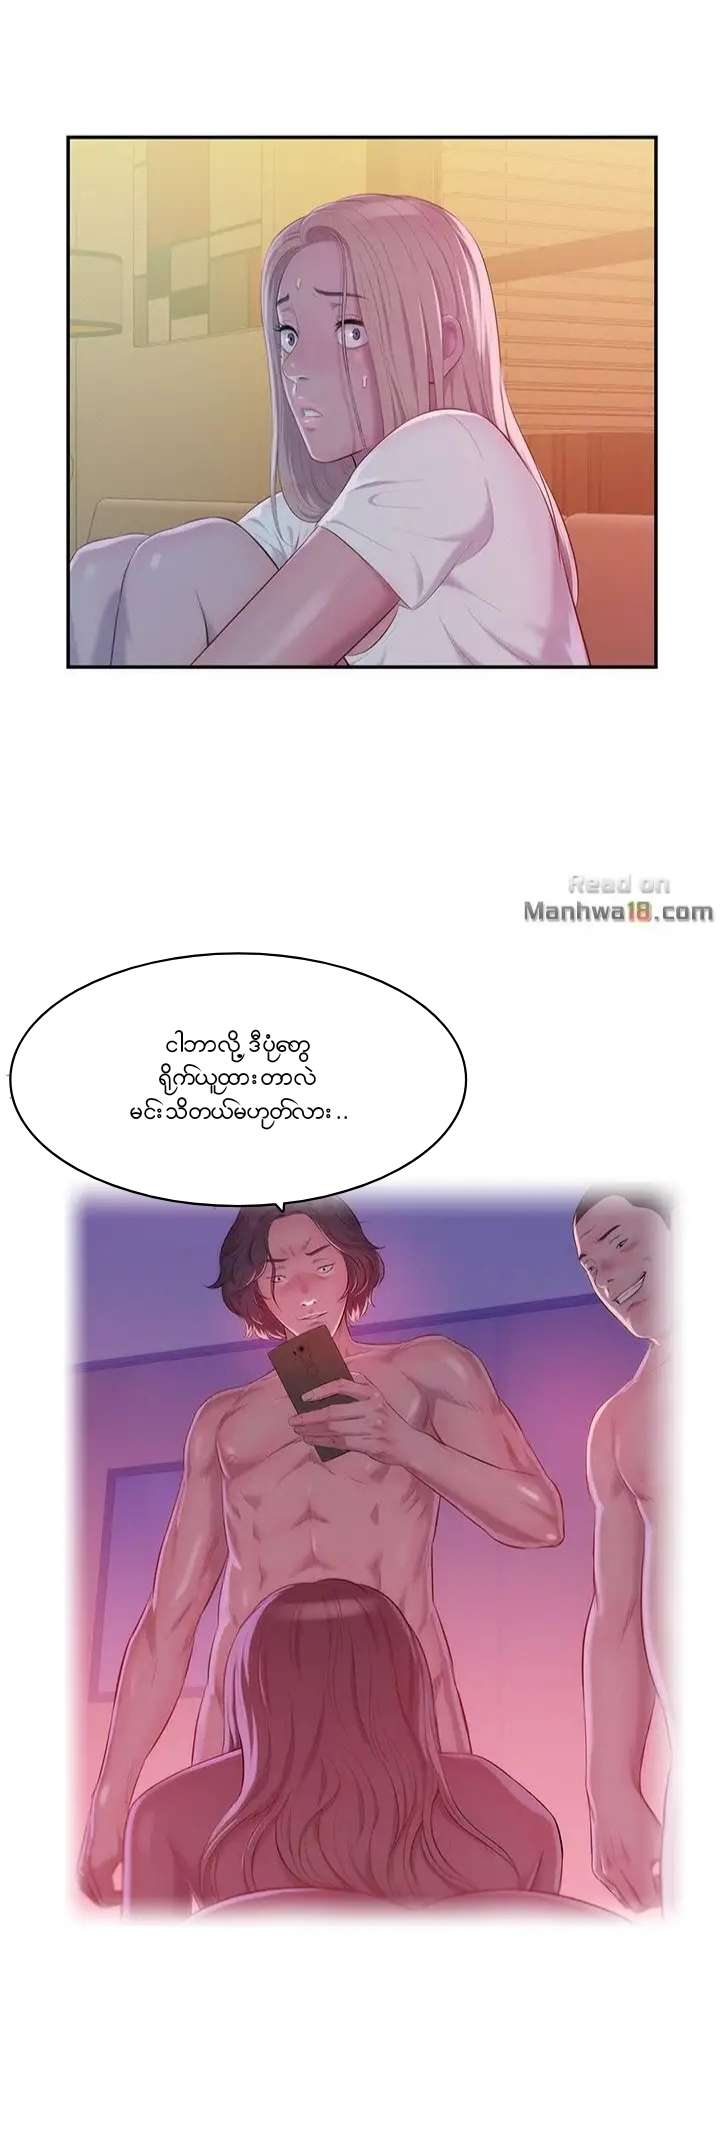 Read on
Manhwa18.com
ငါဘာလို့ ဒီပုံတွေ
ရိုက်ယူထားတာလဲ
မင်းသိတယ်မဟုတ်လား..